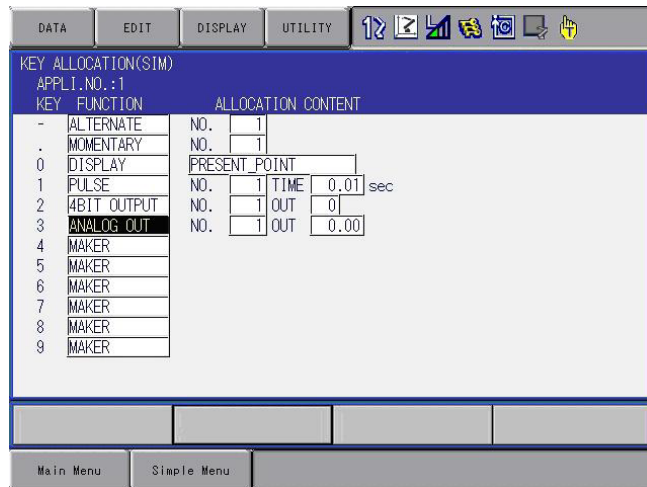 DATA EDIT DISPLAY UTILITY
KEY ALLOCATION(SIM)
APPLI.NO.:1
KEY FUNCTION ALLOCATION CONTENT
- ALTERNATE NO. 1
. MOMENTARY NO. 1
0 DISPLAY PRESENT_POINT
1 PULSE NO. 1 TIME 0.01 sec
2 4BIT OUTPUT NO. 1 OUT 0
3 ANALOG OUT NO. 1 OUT 0.00
4 MAKER
5 MAKER
6 MAKER
7 MAKER
8 MAKER
9 MAKER
Main Menu Simple Menu